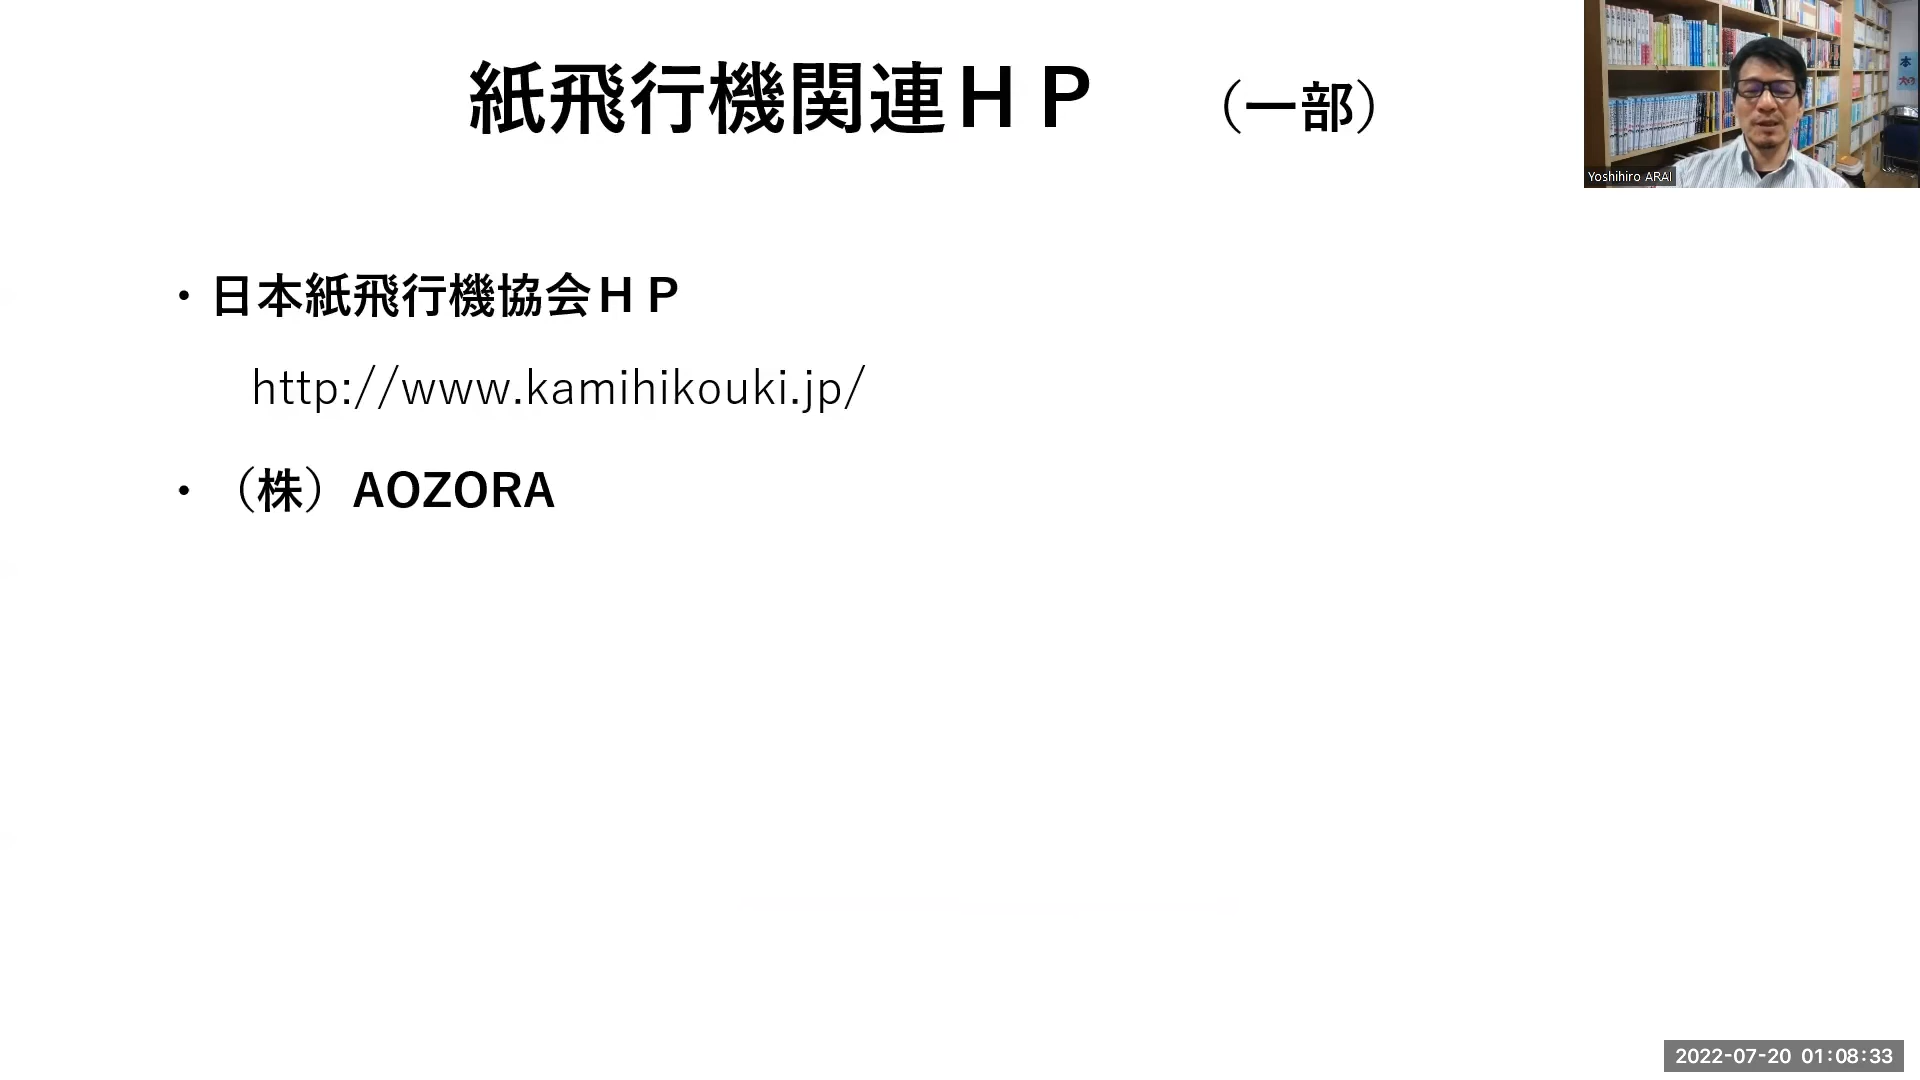 紙飛行機関連ＨＰ　（一部）
Yoshihiro ARAI
・日本紙飛行機協会ＨＰ
http://www.kamihikouki.jp/
・（株）AOZORA
2022-07-20 01:08:33